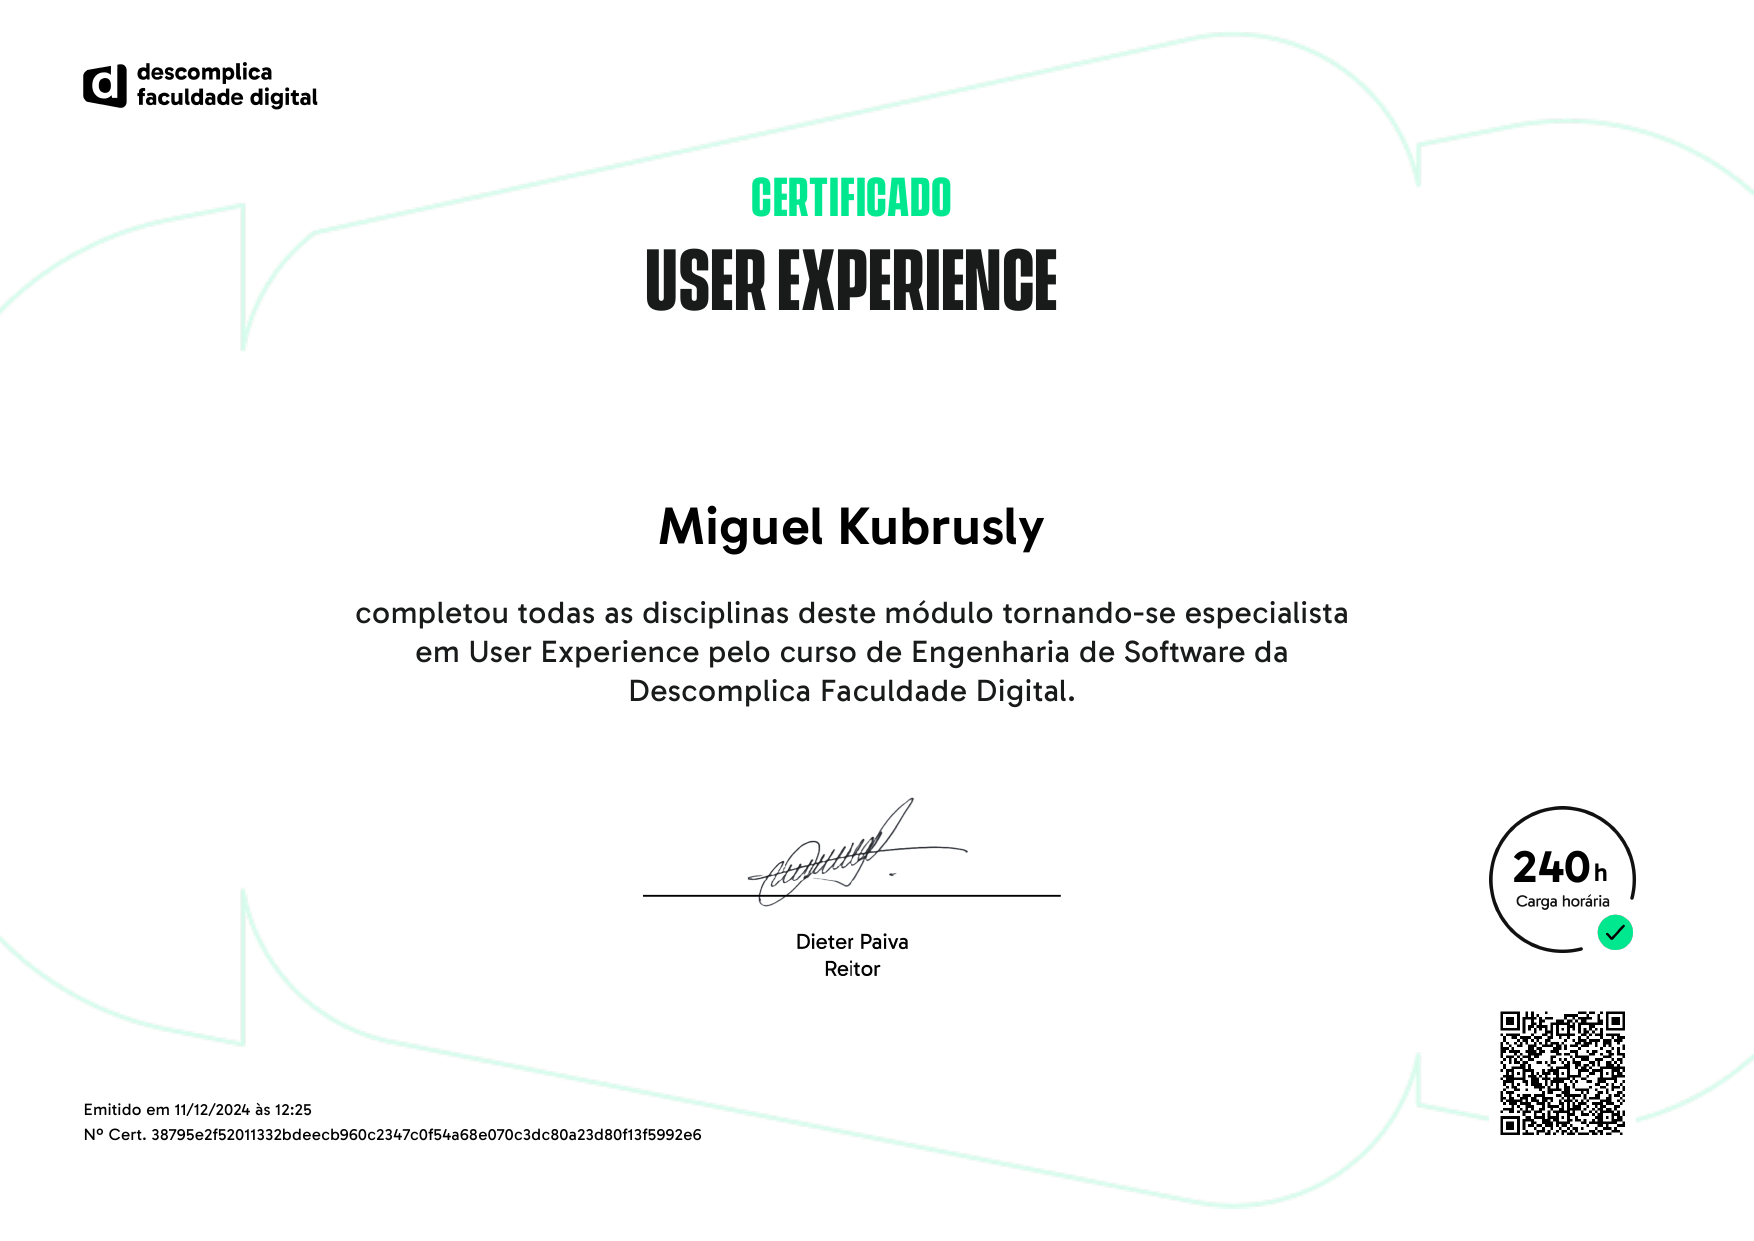 descomplica
faculdade digital
CERTIFICADO
USER EXPERIENCE
Miguel Kubrusly
completou todas as disciplinas deste módulo tornando-se especialista
em User Experience pelo curso de Engenharia de Software da
Descomplica Faculdade Digital.
Dieter Paiva
Reitor
240h
Carga horária
Emitido em 11/12/2024 às 12:25
Nº Cert. 38795e2f52011332bdeecb960c2347c0f54a68e070c3dc80a23d80f13f5992e6